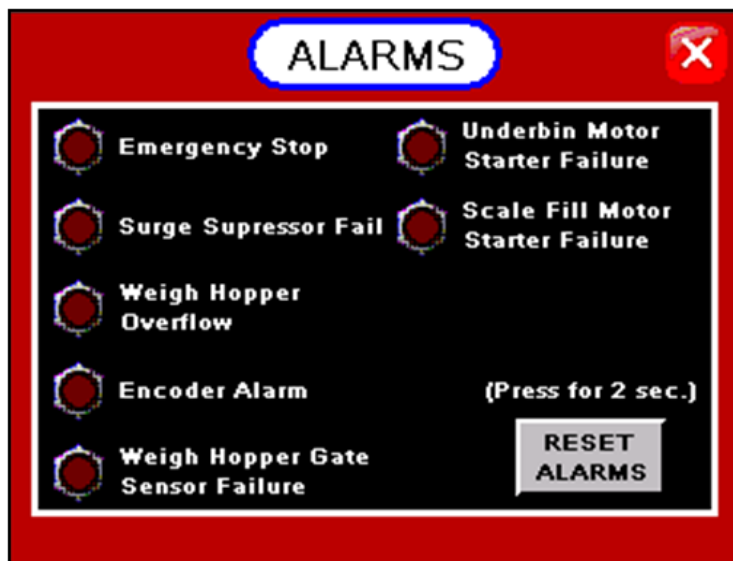 ALARMS
Emergency Stop
Surge Supressor Fail
Weigh Hopper
Overflow
Encoder Alarm
Weigh Hopper Gate
Sensor Failure
Underbin Motor
Starter Failure
Scale Fill Motor
Starter Failure
(Press for 2 sec.)
RESET
ALARMS